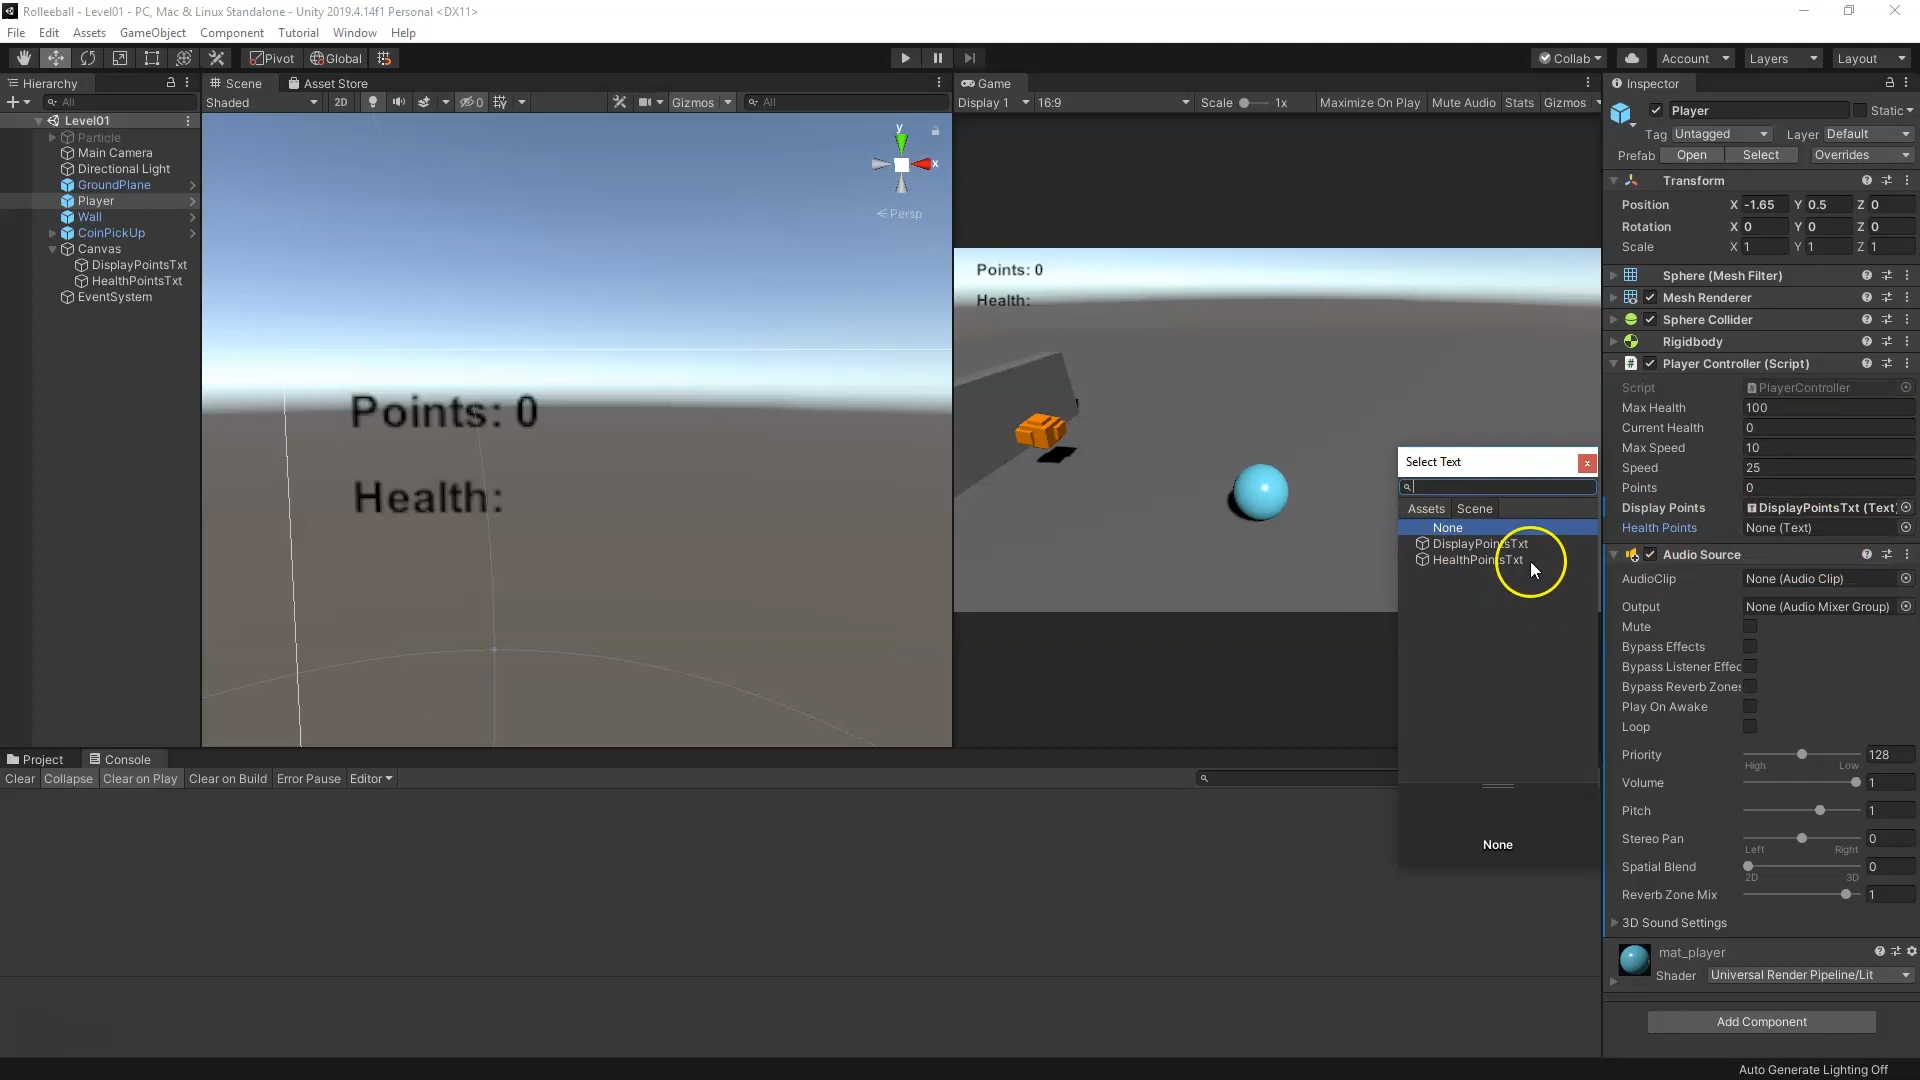 Rolleeball - Level01 - PC, Mac & Linux Standalone - Unity 2019.4.14f1 Personal <DX11>
File Edit Assets GameObject Component Tutorial Window Help
Pivot Global Collab Account Layers Layout
Hierarchy
All
Level01
Particle
Main Camera
Directional Light
GroundPlane
Player
Wall
CoinPickUp
Canvas
DisplayPointsTxt
HealthPointsTxt
EventSystem
Scene Asset Store
Shaded 2D 0 Gizmos All
y
x
Persp
Points: 0
Health:
Game
Display 1 16:9 Scale 1x Maximize On Play Mute Audio Stats Gizmos
Points: 0
Health:
Select Text x
Assets Scene
None
DisplayPointsTxt
HealthPointsTxt
None
Inspector
Player Static
Tag Untagged Layer Default
Prefab Open Select Overrides
Transform
Position X -1.65 Y 0.5 Z 0
Rotation X 0 Y 0 Z 0
Scale X 1 Y 1 Z 1
Sphere (Mesh Filter)
Mesh Renderer
Sphere Collider
Rigidbody
# Player Controller (Script)
Script PlayerController
Max Health 100
Current Health 0
Max Speed 10
Speed 25
Points 0
Display Points DisplayPointsTxt (Text
Health Points None (Text)
Audio Source
AudioClip None (Audio Clip)
Output None (Audio Mixer Group)
Mute
Bypass Effects
Bypass Listener Effec
Bypass Reverb Zones
Play On Awake
Loop
Priority 128
High Low
Volume 1
Pitch 1
Stereo Pan 0
Left Right
Spatial Blend 0
2D 3D
Reverb Zone Mix 1
3D Sound Settings
mat_player
Shader Universal Render Pipeline/Lit
Add Component
Project Console
Clear Collapse Clear on Play Clear on Build Error Pause Editor
Auto Generate Lighting Off